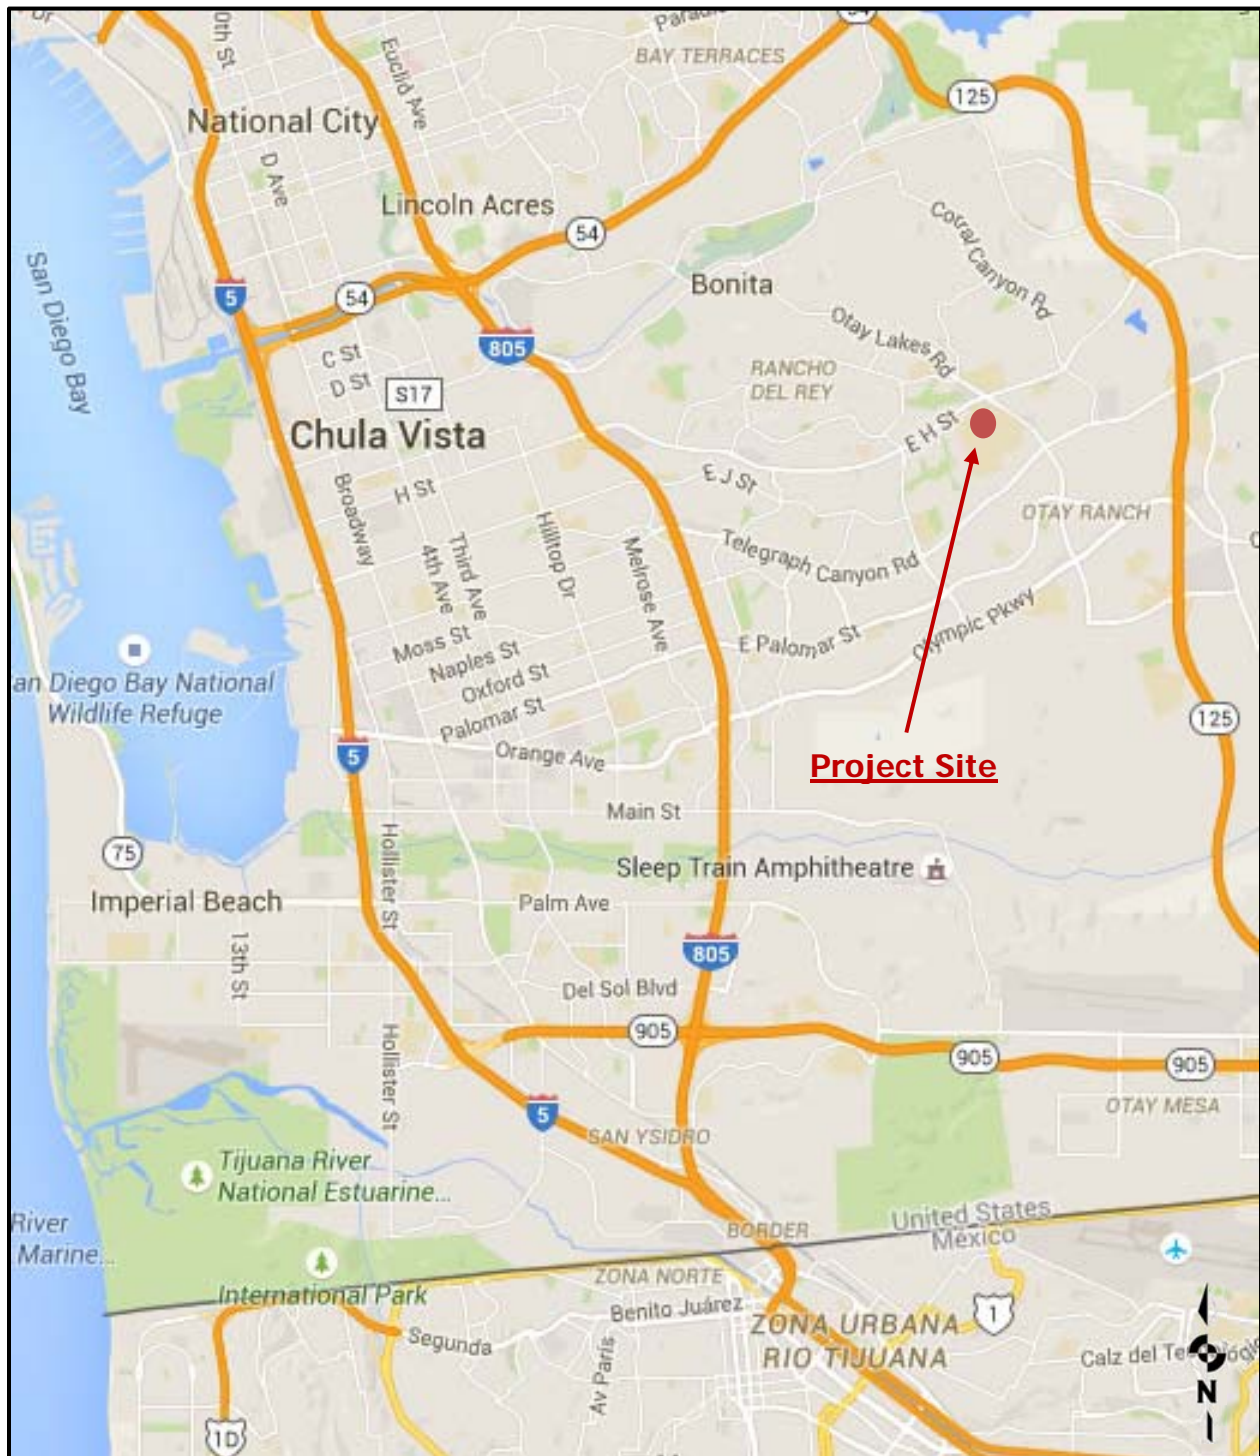 Dr
0th St
Euclid Ave
BAY TERRACES
54
125
National City
D Ave
Lincoln Acres
54
Corral Canyon Rd
San Diego Bay
5
54
Bonita
Otay Lakes Rd
805
C St
D St
S17
RANCHO
DEL REY
Chula Vista
E H St
H St
E J St
Broadway
Third Ave
4th Ave
Hilltop Dr
Melrose Ave
OTAY RANCH
Telegraph Canyon Rd
Olympic Pkwy
Moss St
Naples St
Oxford St
Palomar St
E Palomar St
an Diego Bay National
Wildlife Refuge
125
5
Orange Ave
Project Site
Main St
75
Hollister St
Sleep Train Amphitheatre
Imperial Beach
Palm Ave
13th St
805
Del Sol Blvd
905
905
905
Hollister St
5
OTAY MESA
SAN YSIDRO
Tijuana River
National Estuarine...
River
Marine...
United States
México
BORDER
ZONA NORTE
International Park
Benito Juárez
1
ZONA URBANA
RIO TIJUANA
Segunda
Av Paris
Calz del
N
1D